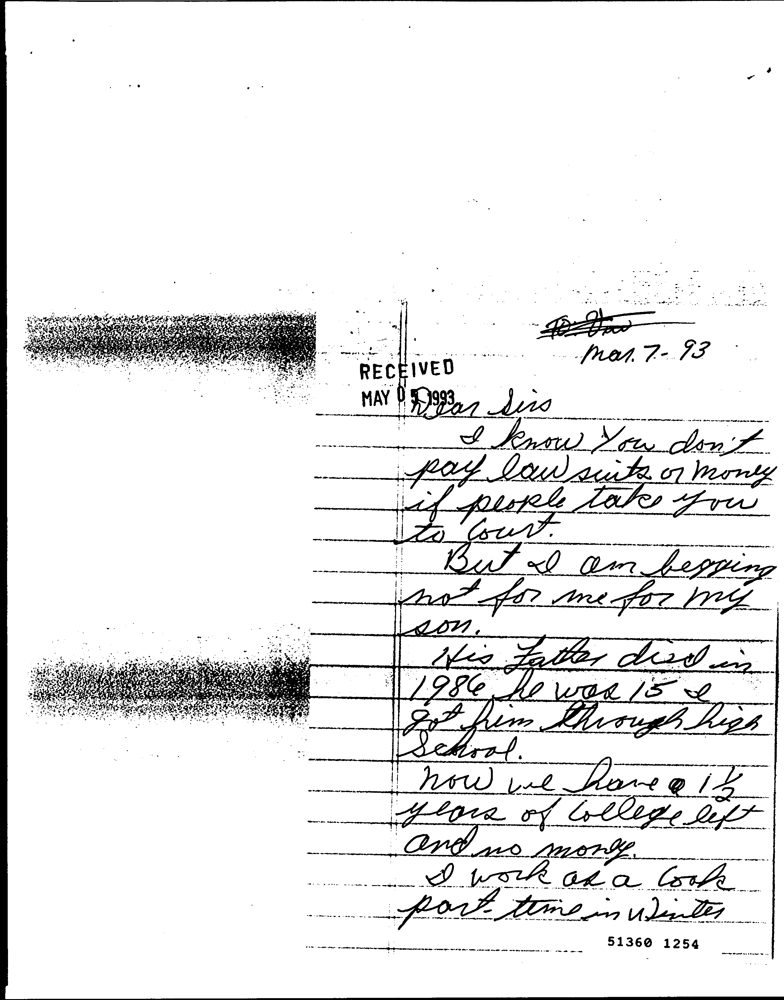 Mar. 7-93
RECEIVED
MAY 05 1993
Dear Sirs
I know You don't
pay law suits or Money
if people take you
to Court.
But I am begging
not for me for my
son.
His Father died in
1986 he was 15 I
got him through high
School.
now we have a 1 1/2
years of College left
and no money.
I work as a Cook
part-time in Winter
51360 1254